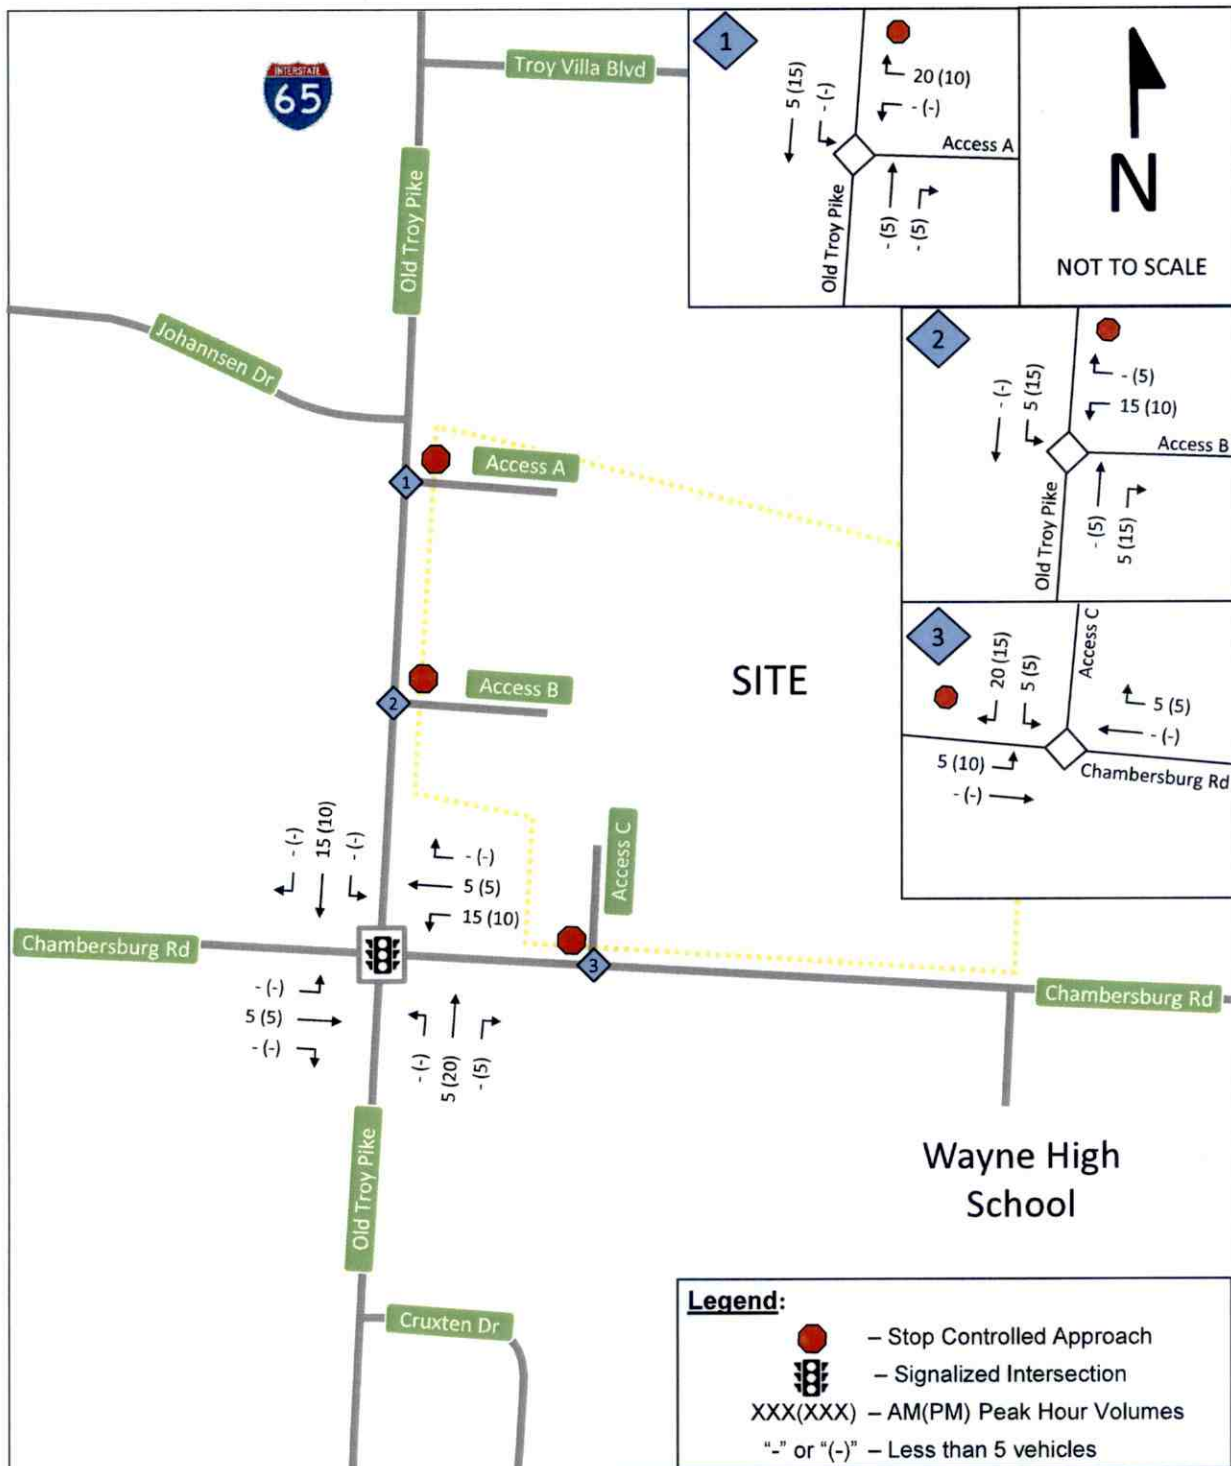 INTERSTATE
65
Troy Villa Blvd
Old Troy Pike
Johannsen Dr
1
5 (15)
- (-)
20 (10)
- (-)
Access A
Old Troy Pike
- (5)
- (5)
N
NOT TO SCALE
2
- (-)
5 (15)
- (5)
15 (10)
Access B
Old Troy Pike
- (5)
5 (15)
3
20 (15)
5 (5)
Access C
5 (5)
- (-)
5 (10)
- (-)
Chambersburg Rd
1
Access A
2
Access B
SITE
- (-)
15 (10)
- (-)
- (-)
5 (5)
15 (10)
Access C
Chambersburg Rd
3
Chambersburg Rd
- (-)
5 (5)
- (-)
- (-)
5 (20)
- (5)
Old Troy Pike
Wayne High
School
Cruxten Dr
Legend:
– Stop Controlled Approach
– Signalized Intersection
XXX(XXX) – AM(PM) Peak Hour Volumes
“-” or “(-)” – Less than 5 vehicles